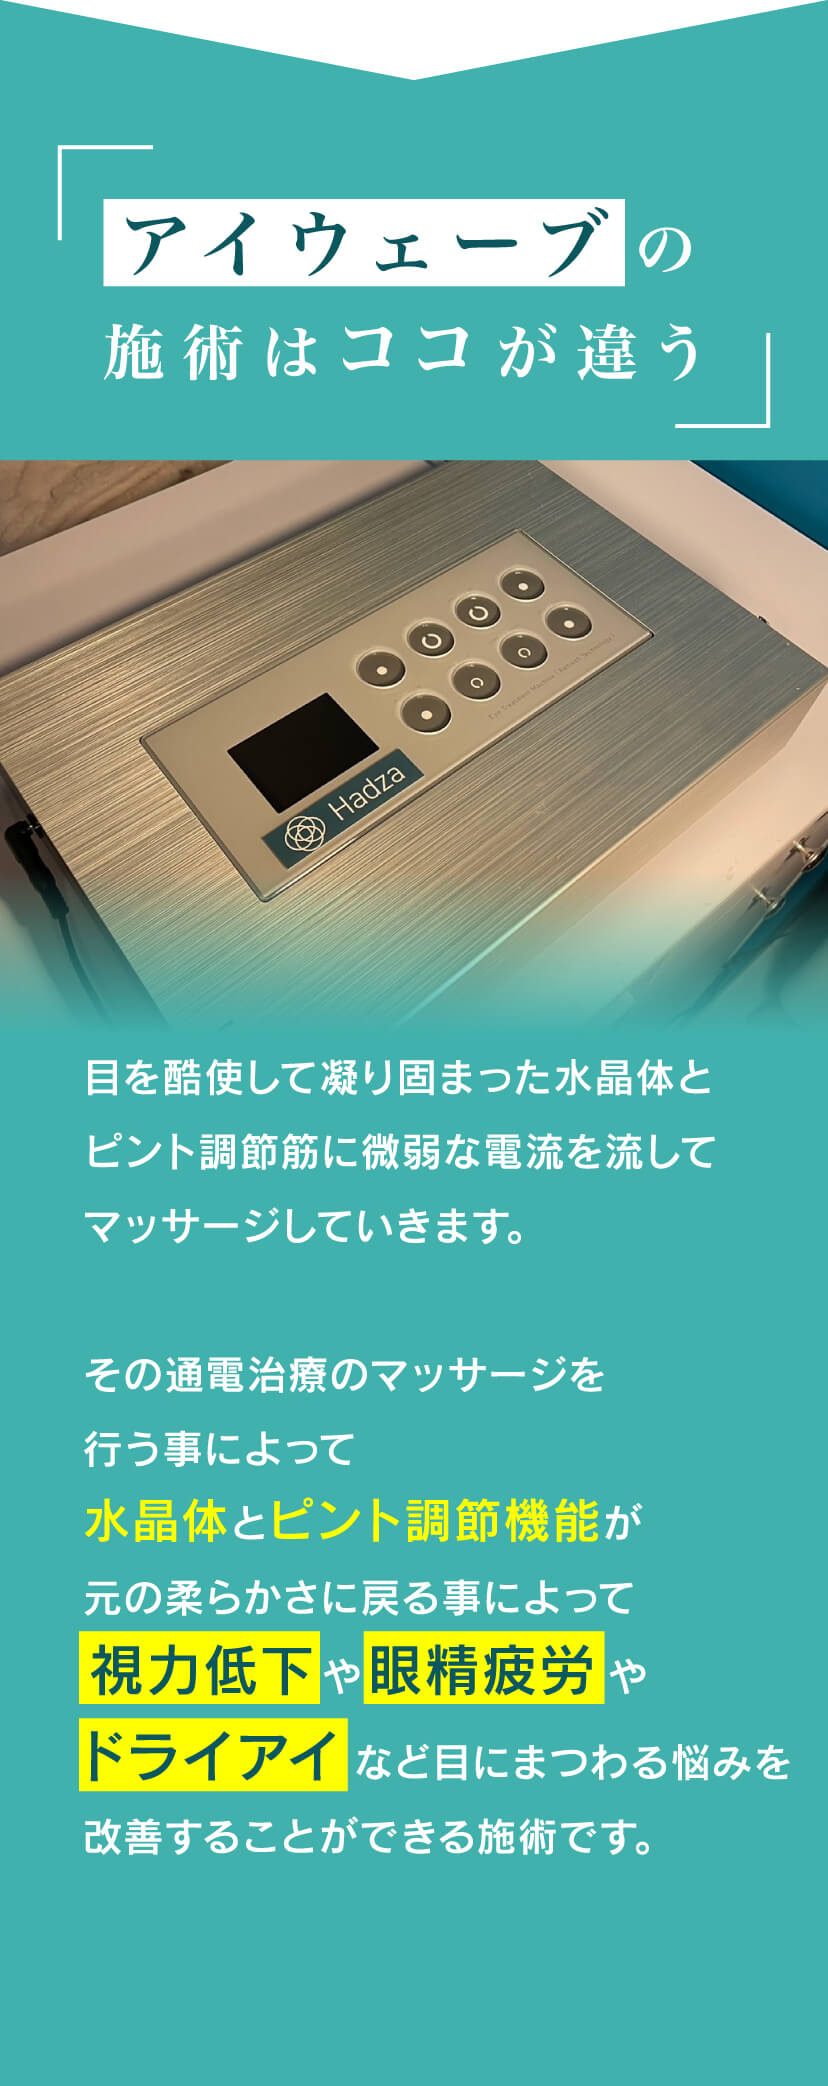 アイウェーブの
施術はココが違う
Hadza
Eye Treatment Machine
目を酷使して凝り固まった水晶体と
ピント調節筋に微弱な電流を流して
マッサージしていきます。
その通電治療のマッサージを
行う事によって
水晶体とピント調節機能が
元の柔らかさに戻る事によって
視力低下や眼精疲労や
ドライアイなど目にまつわる悩みを
改善することができる施術です。